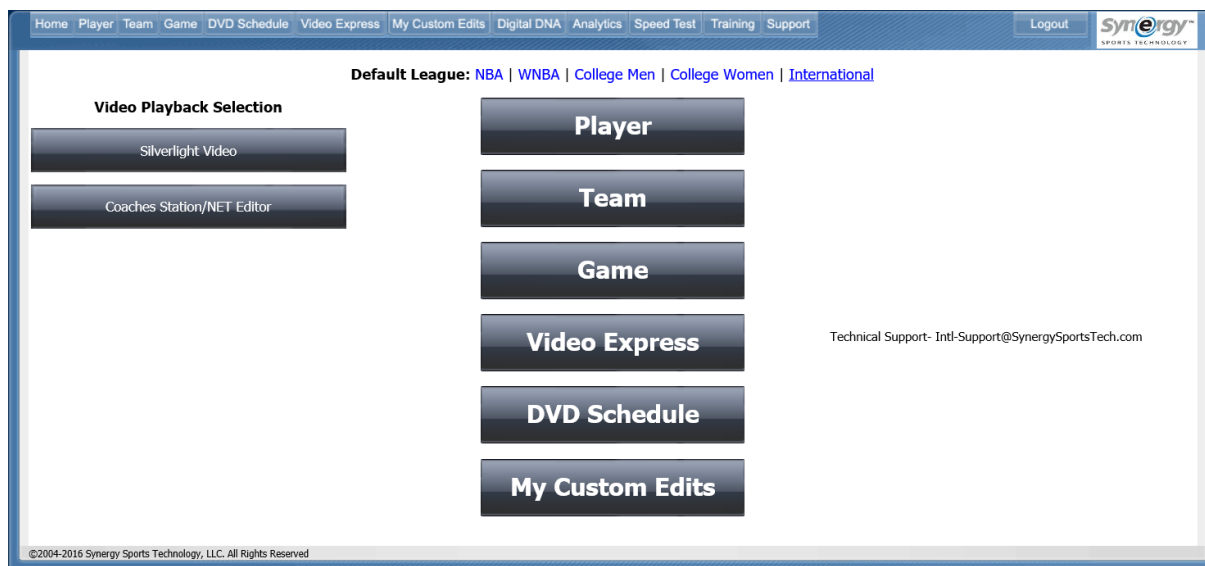 Home Player Team Game DVD Schedule Video Express My Custom Edits Digital DNA Analytics Speed Test Training Support Logout
Synergy™
SPORTS TECHNOLOGY
Default League: NBA | WNBA | College Men | College Women | International
Video Playback Selection
Silverlight Video
Coaches Station/NET Editor
Player
Team
Game
Video Express
DVD Schedule
My Custom Edits
Technical Support- Intl-Support@SynergySportsTech.com
©2004-2016 Synergy Sports Technology, LLC. All Rights Reserved